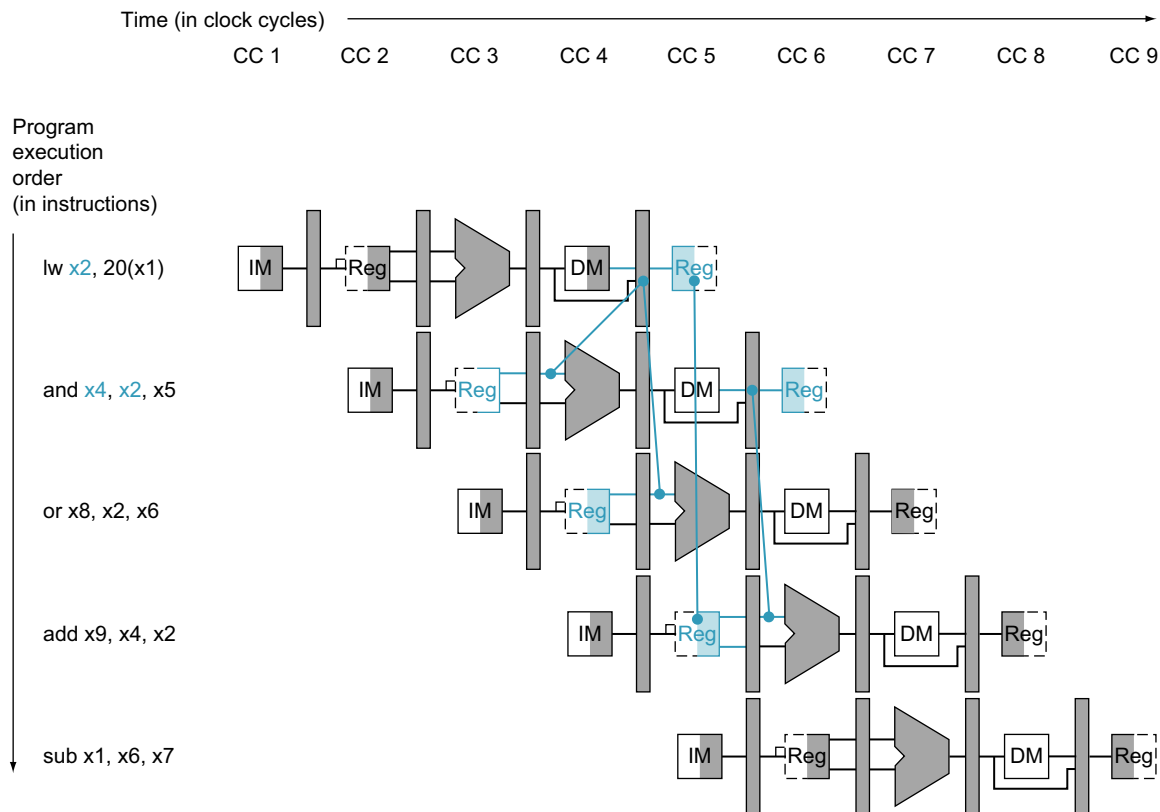 Time (in clock cycles)
CC 1 CC 2 CC 3 CC 4 CC 5 CC 6 CC 7 CC 8 CC 9
Program
execution
order
(in instructions)
lw x2, 20(x1) IM Reg DM Reg
and x4, x2, x5 IM Reg DM Reg
or x8, x2, x6 IM Reg DM Reg
add x9, x4, x2 IM Reg DM Reg
sub x1, x6, x7 IM Reg DM Reg